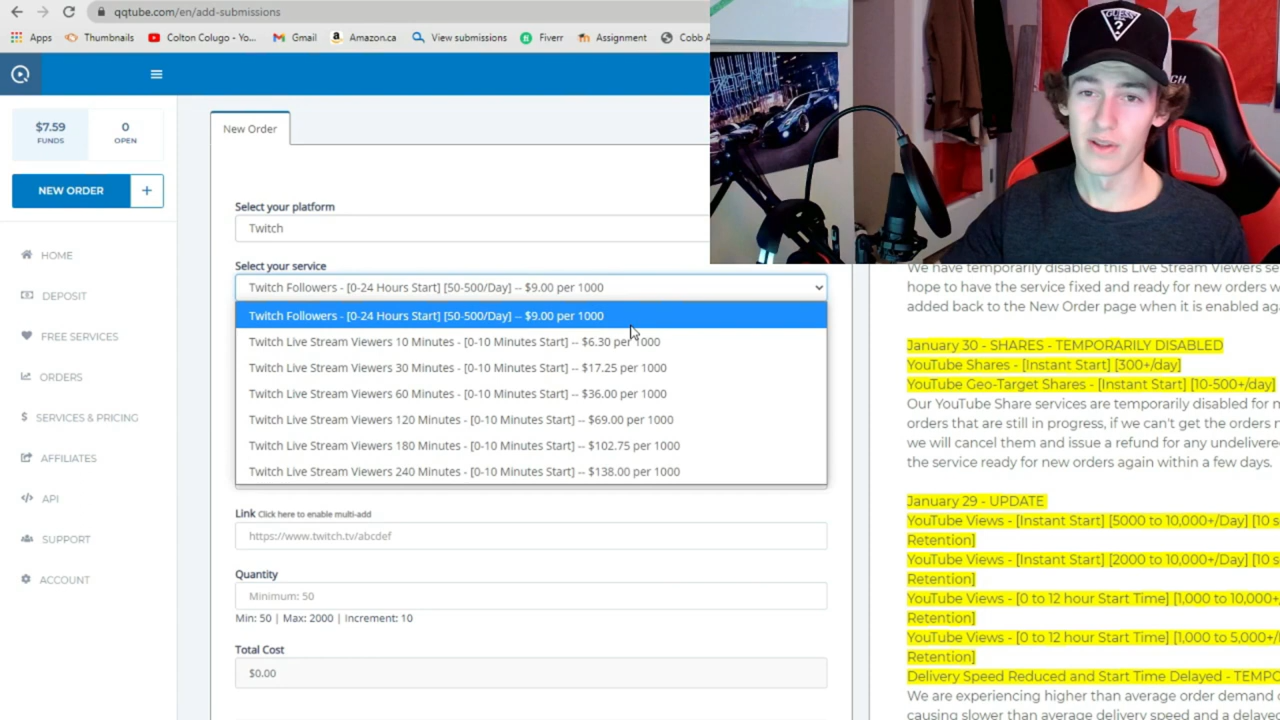 qqtube.com/en/add-submissions
Apps
Thumbnails
Colton Colugo - Yo...
Gmail
Amazon.ca
View submissions
Fiverr
Assignment
Cobb A
$7.59
FUNDS
0
OPEN
NEW ORDER
+
HOME
DEPOSIT
FREE SERVICES
ORDERS
SERVICES & PRICING
AFFILIATES
API
SUPPORT
ACCOUNT
New Order
Select your platform
Twitch
Select your service
Twitch Followers - [0-24 Hours Start] [50-500/Day] -- $9.00 per 1000
Twitch Followers - [0-24 Hours Start] [50-500/Day] -- $9.00 per 1000
Twitch Live Stream Viewers 10 Minutes - [0-10 Minutes Start] -- $6.30 per 1000
Twitch Live Stream Viewers 30 Minutes - [0-10 Minutes Start] -- $17.25 per 1000
Twitch Live Stream Viewers 60 Minutes - [0-10 Minutes Start] -- $36.00 per 1000
Twitch Live Stream Viewers 120 Minutes - [0-10 Minutes Start] -- $69.00 per 1000
Twitch Live Stream Viewers 180 Minutes - [0-10 Minutes Start] -- $102.75 per 1000
Twitch Live Stream Viewers 240 Minutes - [0-10 Minutes Start] -- $138.00 per 1000
Link Click here to enable multi-add
https://www.twitch.tv/abcdef
Quantity
Minimum: 50
Min: 50 | Max: 2000 | Increment: 10
Total Cost
$0.00
GUESS
?
We have temporarily disabled this Live Stream Viewers se
hope to have the service fixed and ready for new orders w
added back to the New Order page when it is enabled aga
January 30 - SHARES - TEMPORARILY DISABLED
YouTube Shares - [Instant Start] [300+/day]
YouTube Geo-Target Shares - [Instant Start] [10-500+/day]
Our YouTube Share services are temporarily disabled for m
orders that are still in progress, if we can't get the orders r
we will cancel them and issue a refund for any undelivere
the service ready for new orders again within a few days.
January 29 - UPDATE
YouTube Views - [Instant Start] [5000 to 10,000+/Day] [10 s
Retention]
YouTube Views - [Instant Start] [2000 to 10,000+/Day] [10 s
Retention]
YouTube Views - [0 to 12 hour Start Time] [1,000 to 10,000+/
Retention]
YouTube Views - [0 to 12 hour Start Time] [1,000 to 5,000+/
Retention]
Delivery Speed Reduced and Start Time Delayed - TEMPO
We are experiencing higher than average order demand c
causing slower than average delivery speed and a delayed